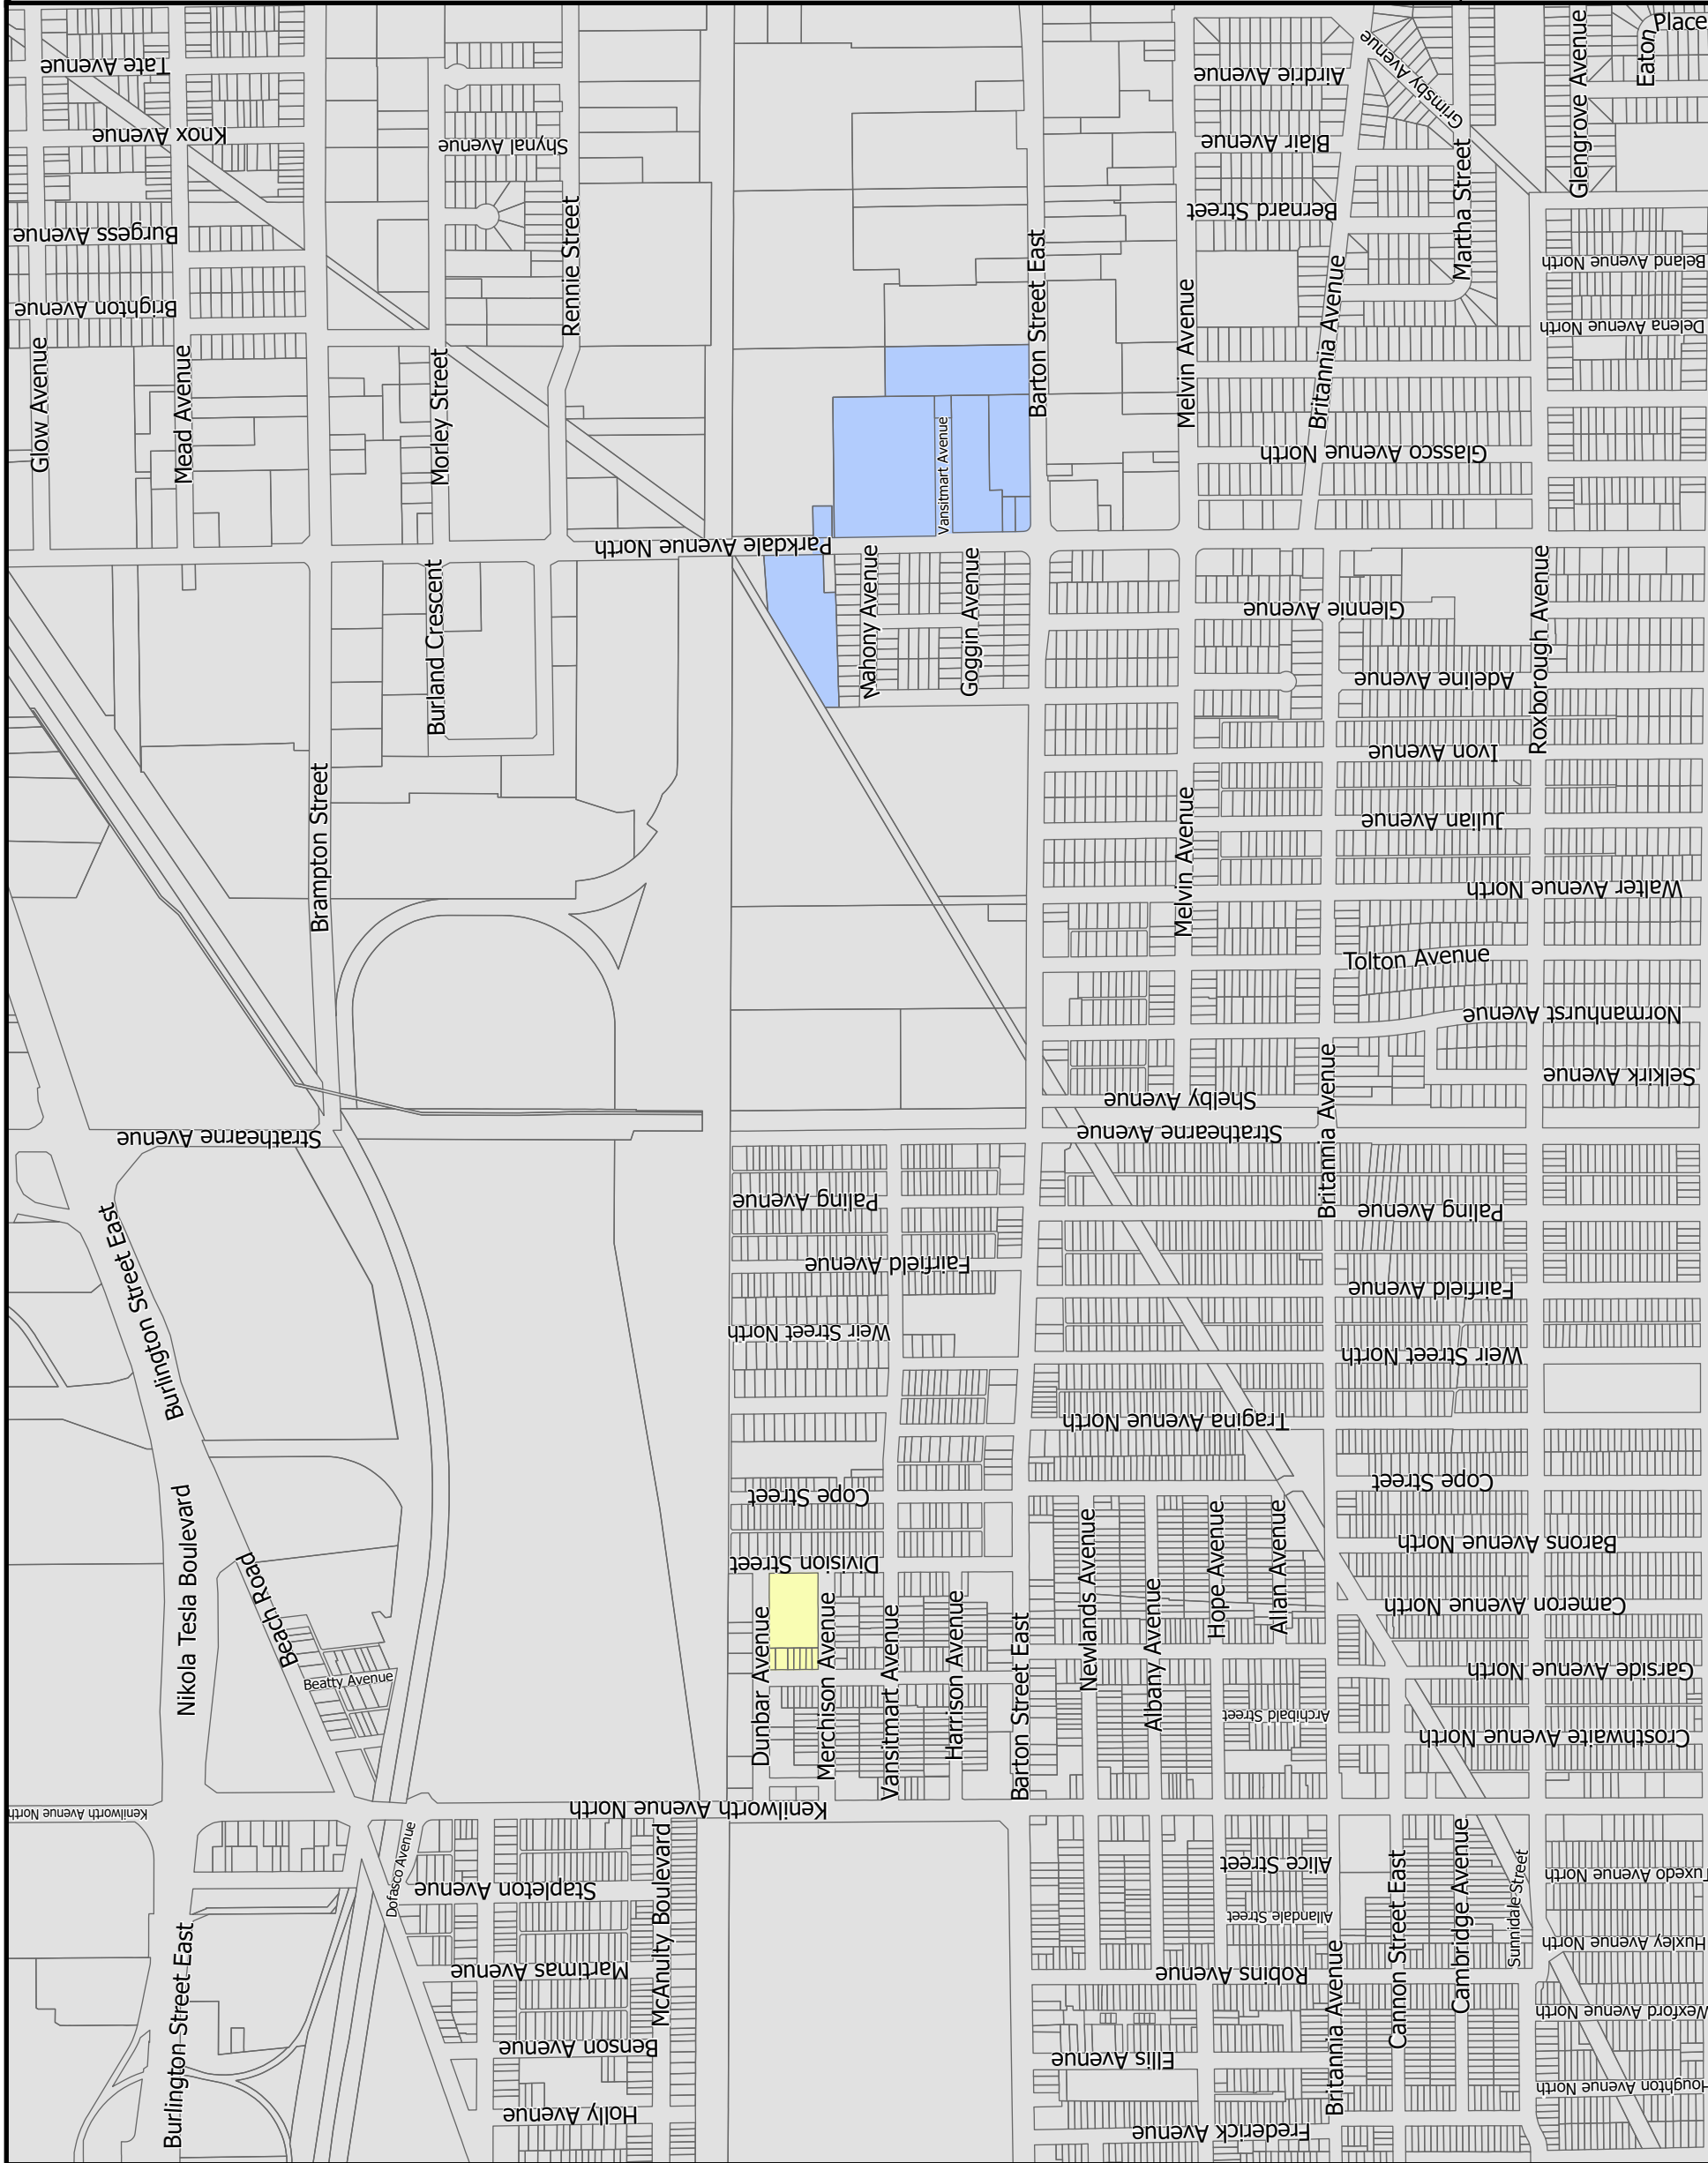 Place
Tate Avenue
Airdrie Avenue
Grimsby Avenue
Glengrove Avenue
Eaton
Knox Avenue
Shynal Avenue
Blair Avenue
Martha Street
Burgess Avenue
Rennie Street
Bernard Street
Beland Avenue North
Brighton Avenue
Barton Street East
Melvin Avenue
Britannia Avenue
Delena Avenue North
Glow Avenue
Mead Avenue
Morley Street
Vansitmart Avenue
Glassco Avenue North
Parkdale Avenue North
Burland Crescent
Mahony Avenue
Goggin Avenue
Glennie Avenue
Roxborough Avenue
Adeline Avenue
Ivon Avenue
Brampton Street
Melvin Avenue
Julian Avenue
Walter Avenue North
Tolton Avenue
Normanhurst Avenue
Britannia Avenue
Selkirk Avenue
Shelby Avenue
Strathearne Avenue
Strathearne Avenue
Burlington Street East
Paling Avenue
Paling Avenue
Fairfield Avenue
Fairfield Avenue
Weir Street North
Weir Street North
Tragina Avenue North
Nikola Tesla Boulevard
Cope Street
Cope Street
Beach Road
Division Street
Newlands Avenue
Hope Avenue
Allan Avenue
Barons Avenue North
Dunbar Avenue
Merchison Avenue
Vansitmart Avenue
Harrison Avenue
Barton Street East
Albany Avenue
Cameron Avenue North
Beatty Avenue
Garside Avenue North
Archibald Street
Crosthwaite Avenue North
Kenilworth Avenue North
Kenilworth Avenue North
Dofasco Avenue
Stapleton Avenue
McAnulty Boulevard
Alice Street
Cannon Street East
Cambridge Avenue
Sunnidale Street
Tuxedo Avenue North
Allandale Street
Huxley Avenue North
Burlington Street East
Martimas Avenue
Robins Avenue
Britannia Avenue
Wexford Avenue North
Benson Avenue
Ellis Avenue
Houghton Avenue North
Holly Avenue
Frederick Avenue